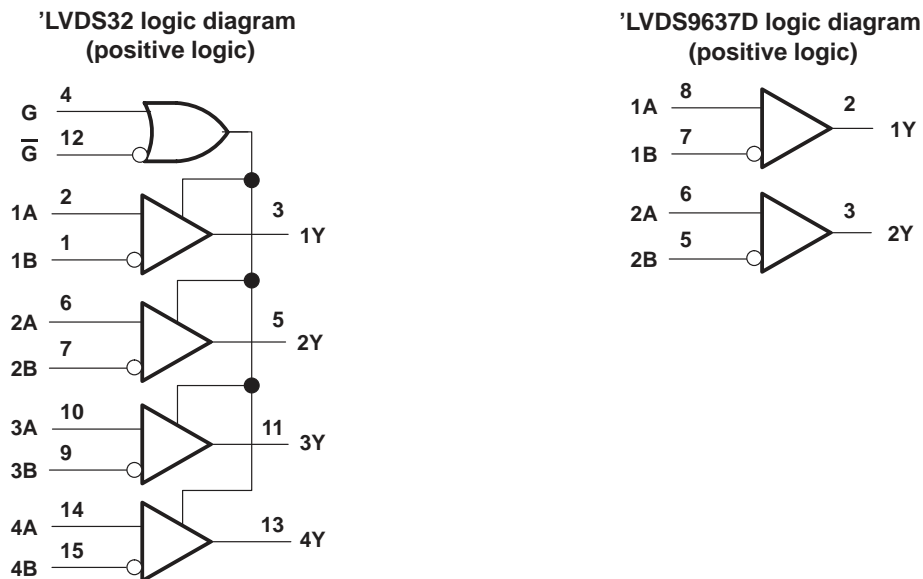 'LVDS32 logic diagram
(positive logic)
G
4
G̅
12
1A
2
1B
1
3
1Y
2A
6
2B
7
5
2Y
3A
10
3B
9
11
3Y
4A
14
4B
15
13
4Y
'LVDS9637D logic diagram
(positive logic)
1A
8
1B
7
2
1Y
2A
6
2B
5
3
2Y